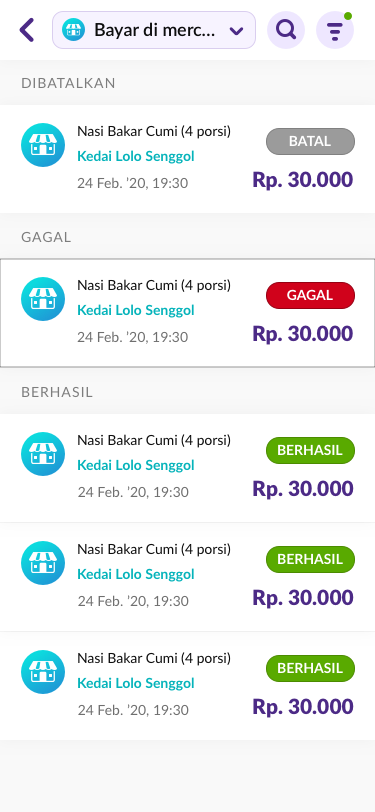 Bayar di merc...
DIBATALKAN
Nasi Bakar Cumi (4 porsi)
BATAL
Kedai Lolo Senggol
24 Feb. '20, 19:30
Rp. 30.000
GAGAL
Nasi Bakar Cumi (4 porsi)
GAGAL
Kedai Lolo Senggol
24 Feb. '20, 19:30
Rp. 30.000
BERHASIL
Nasi Bakar Cumi (4 porsi)
BERHASIL
Kedai Lolo Senggol
24 Feb. '20, 19:30
Rp. 30.000
Nasi Bakar Cumi (4 porsi)
BERHASIL
Kedai Lolo Senggol
24 Feb. '20, 19:30
Rp. 30.000
Nasi Bakar Cumi (4 porsi)
BERHASIL
Kedai Lolo Senggol
24 Feb. '20, 19:30
Rp. 30.000